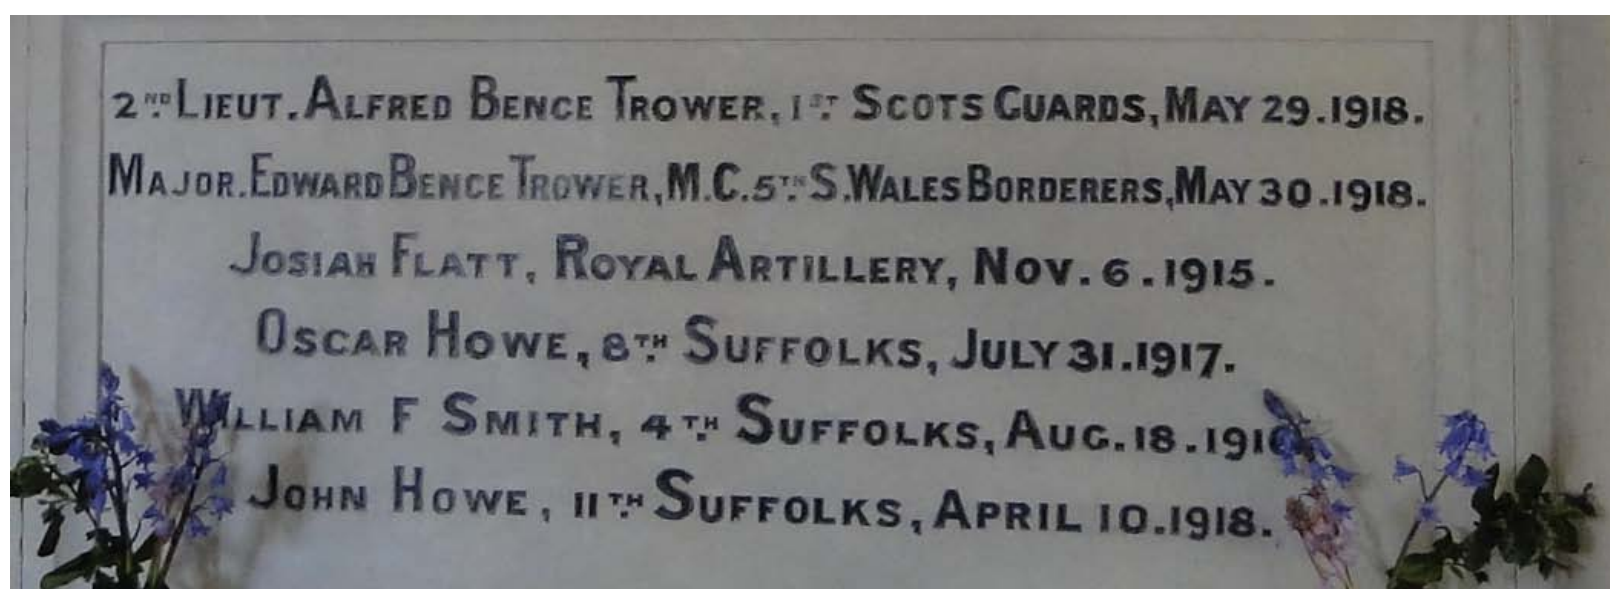 2ND LIEUT. ALFRED BENCE TROWER, 1ST SCOTS GUARDS, MAY 29.1918.
MAJOR. EDWARD BENCE TROWER, M.C. 5TH S. WALES BORDERERS, MAY 30.1918.
JOSIAH FLATT, ROYAL ARTILLERY, NOV. 6.1915.
OSCAR HOWE, 8TH SUFFOLKS, JULY 31.1917.
WILLIAM F SMITH, 4TH SUFFOLKS, AUG. 18.
JOHN HOWE, 11TH SUFFOLKS, APRIL 10.1918.